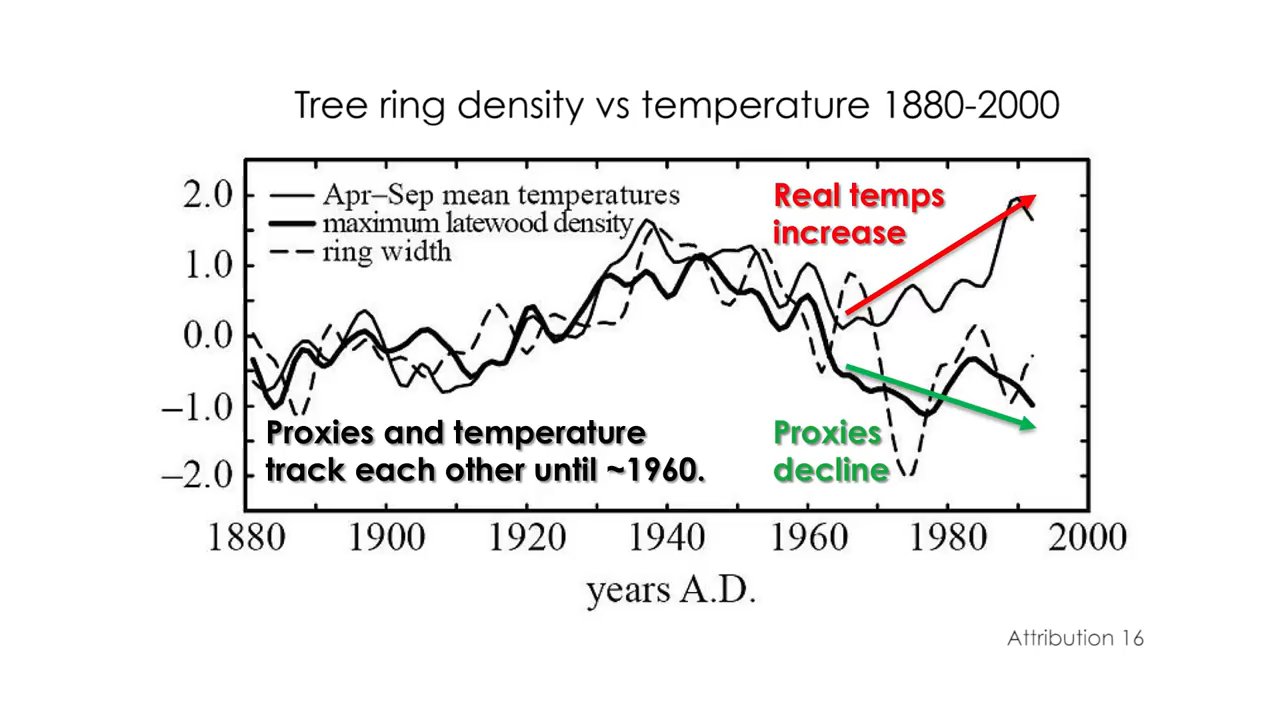 Tree ring density vs temperature 1880-2000
2.0
1.0
0.0
–1.0
–2.0
Apr–Sep mean temperatures
maximum latewood density
ring width
Real temps
increase
Proxies and temperature
track each other until ~1960.
Proxies
decline
1880 1900 1920 1940 1960 1980 2000
years A.D.
Attribution 16